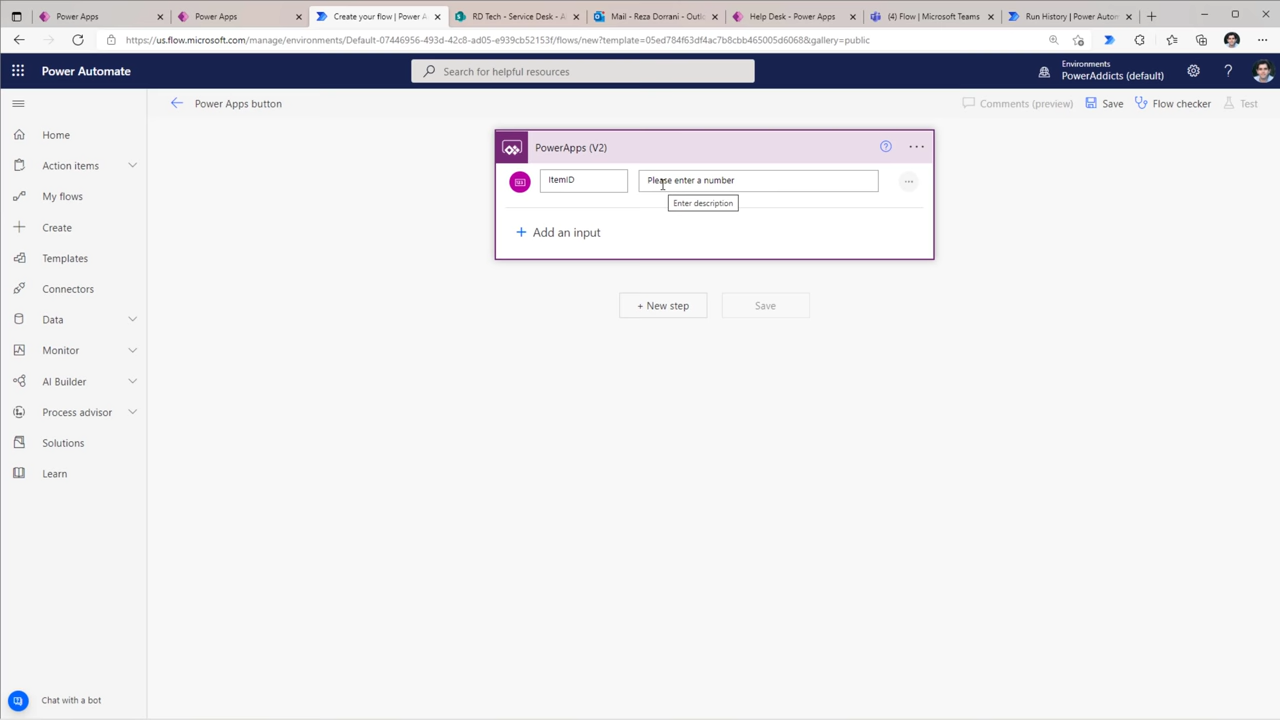 Power Apps
Power Apps
Create your flow | Power A
RD Tech - Service Desk - A
Mail - Reza Dorrani - Outlo
Help Desk - Power Apps
(4) Flow | Microsoft Teams
Run History | Power Autom
https://us.flow.microsoft.com/manage/environments/Default-07446956-493d-42c8-ad05-e939cb52153f/flows/new?template=05ed784f63df4ac7b8cbb465005d6068&gallery=public
Power Automate
Search for helpful resources
Environments
PowerAddicts (default)
Power Apps button
Comments (preview)
Save
Flow checker
Test
Home
Action items
My flows
Create
Templates
Connectors
Data
Monitor
AI Builder
Process advisor
Solutions
Learn
PowerApps (V2)
ItemID
Please enter a number
Enter description
+ Add an input
+ New step
Save
Chat with a bot